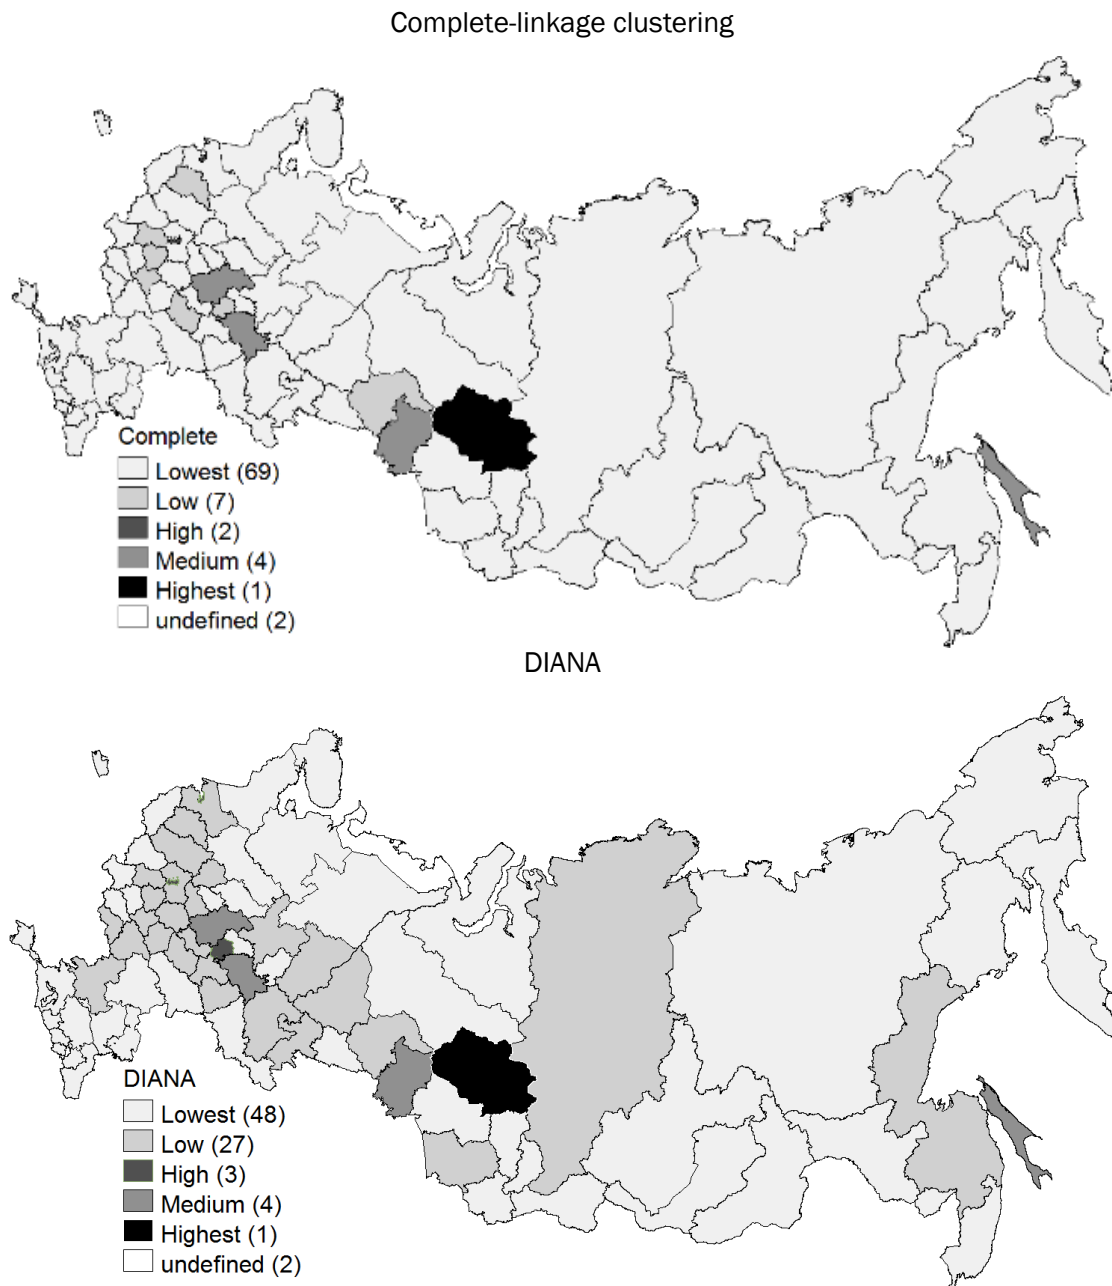 Complete-linkage clustering
Complete
Lowest (69)
Low (7)
High (2)
Medium (4)
Highest (1)
undefined (2)
DIANA
DIANA
Lowest (48)
Low (27)
High (3)
Medium (4)
Highest (1)
undefined (2)